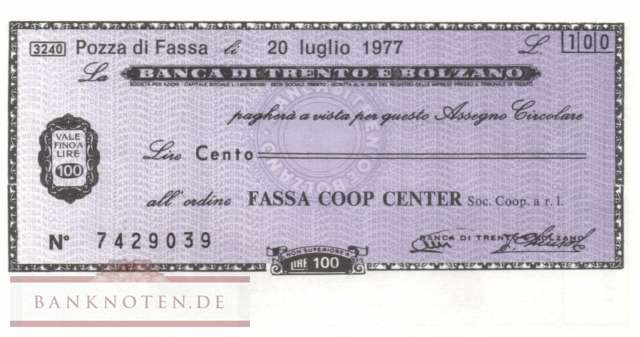 3240 Pozza di Fassa li 20 luglio 1977 L. 100
La BANCA DI TRENTO E BOLZANO
pagherà a vista per questo Assegno Circolare
VALE
FINO A
LIRE
100
Lire Cento
all'ordine FASSA COOP CENTER Soc. Coop. a r. l.
N° 7429039
BANCA DI TRENTO E BOLZANO
NON SUPERIORE A
LIRE 100
BANKNOTEN.DE